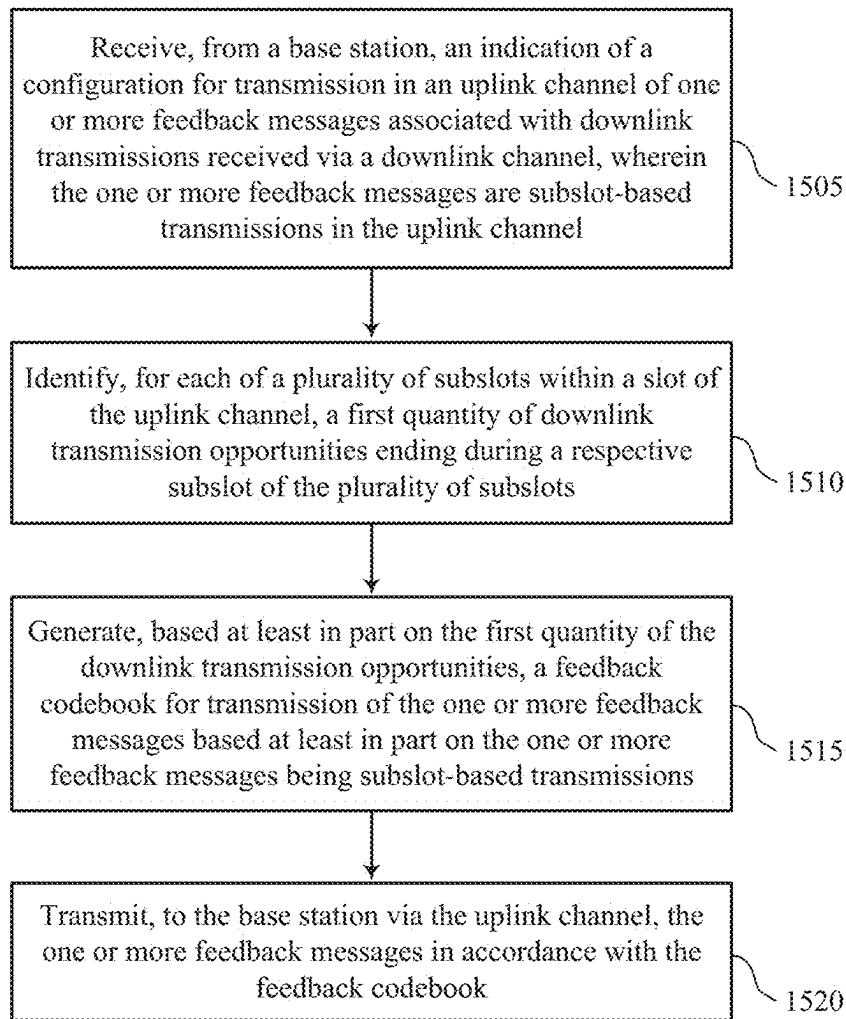 Receive, from a base station, an indication of a
configuration for transmission in an uplink channel of one
or more feedback messages associated with downlink
transmissions received via a downlink channel, wherein
the one or more feedback messages are subslot-based
transmissions in the uplink channel
1505
Identify, for each of a plurality of subslots within a slot of
the uplink channel, a first quantity of downlink
transmission opportunities ending during a respective
subslot of the plurality of subslots
1510
Generate, based at least in part on the first quantity of the
downlink transmission opportunities, a feedback
codebook for transmission of the one or more feedback
messages based at least in part on the one or more
feedback messages being subslot-based transmissions
1515
Transmit, to the base station via the uplink channel, the
one or more feedback messages in accordance with the
feedback codebook
1520